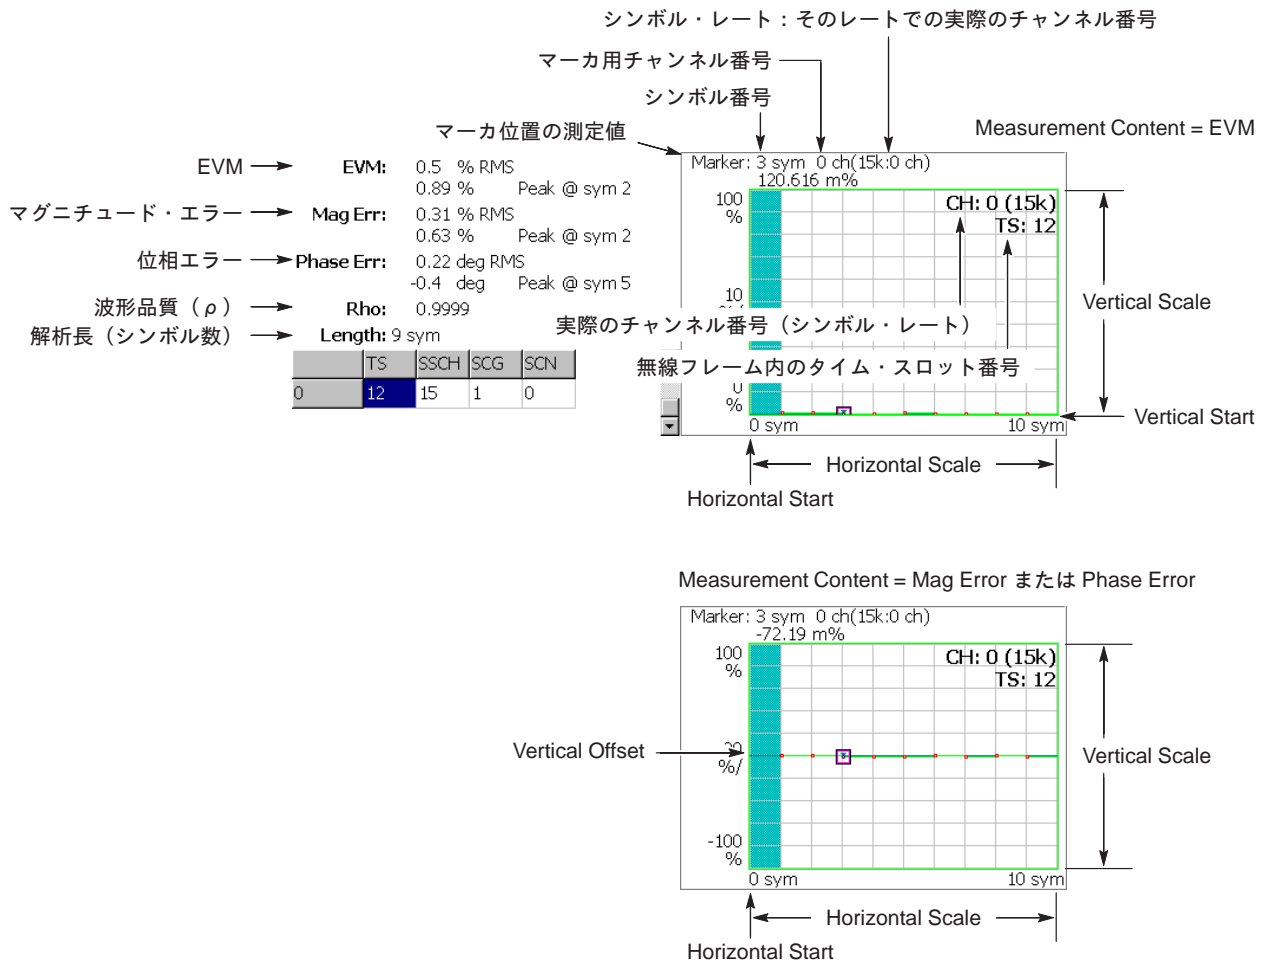 シンボル・レート：そのレートでの実際のチャンネル番号
マーカ用チャンネル番号
シンボル番号
マーカ位置の測定値
Measurement Content = EVM
EVM
EVM: 0.5 % RMS
0.89 % Peak @ sym 2
マグニチュード・エラー
Mag Err: 0.31 % RMS
0.63 % Peak @ sym 2
位相エラー
Phase Err: 0.22 deg RMS
-0.4 deg Peak @ sym 5
波形品質（ρ）
Rho: 0.9999
解析長（シンボル数）
Length: 9 sym
TS SSCH SCG SCN
0 12 15 1 0
Marker: 3 sym 0 ch(15k:0 ch)
120.616 m%
100
%
CH: 0 (15k)
TS: 12
10
Vertical Scale
実際のチャンネル番号（シンボル・レート）
無線フレーム内のタイム・スロット番号
0
%
0 sym 10 sym
Vertical Start
Horizontal Scale
Horizontal Start
Measurement Content = Mag Error または Phase Error
Marker: 3 sym 0 ch(15k:0 ch)
-72.19 m%
100
%
CH: 0 (15k)
TS: 12
Vertical Offset
%/
Vertical Scale
-100
%
0 sym 10 sym
Horizontal Scale
Horizontal Start